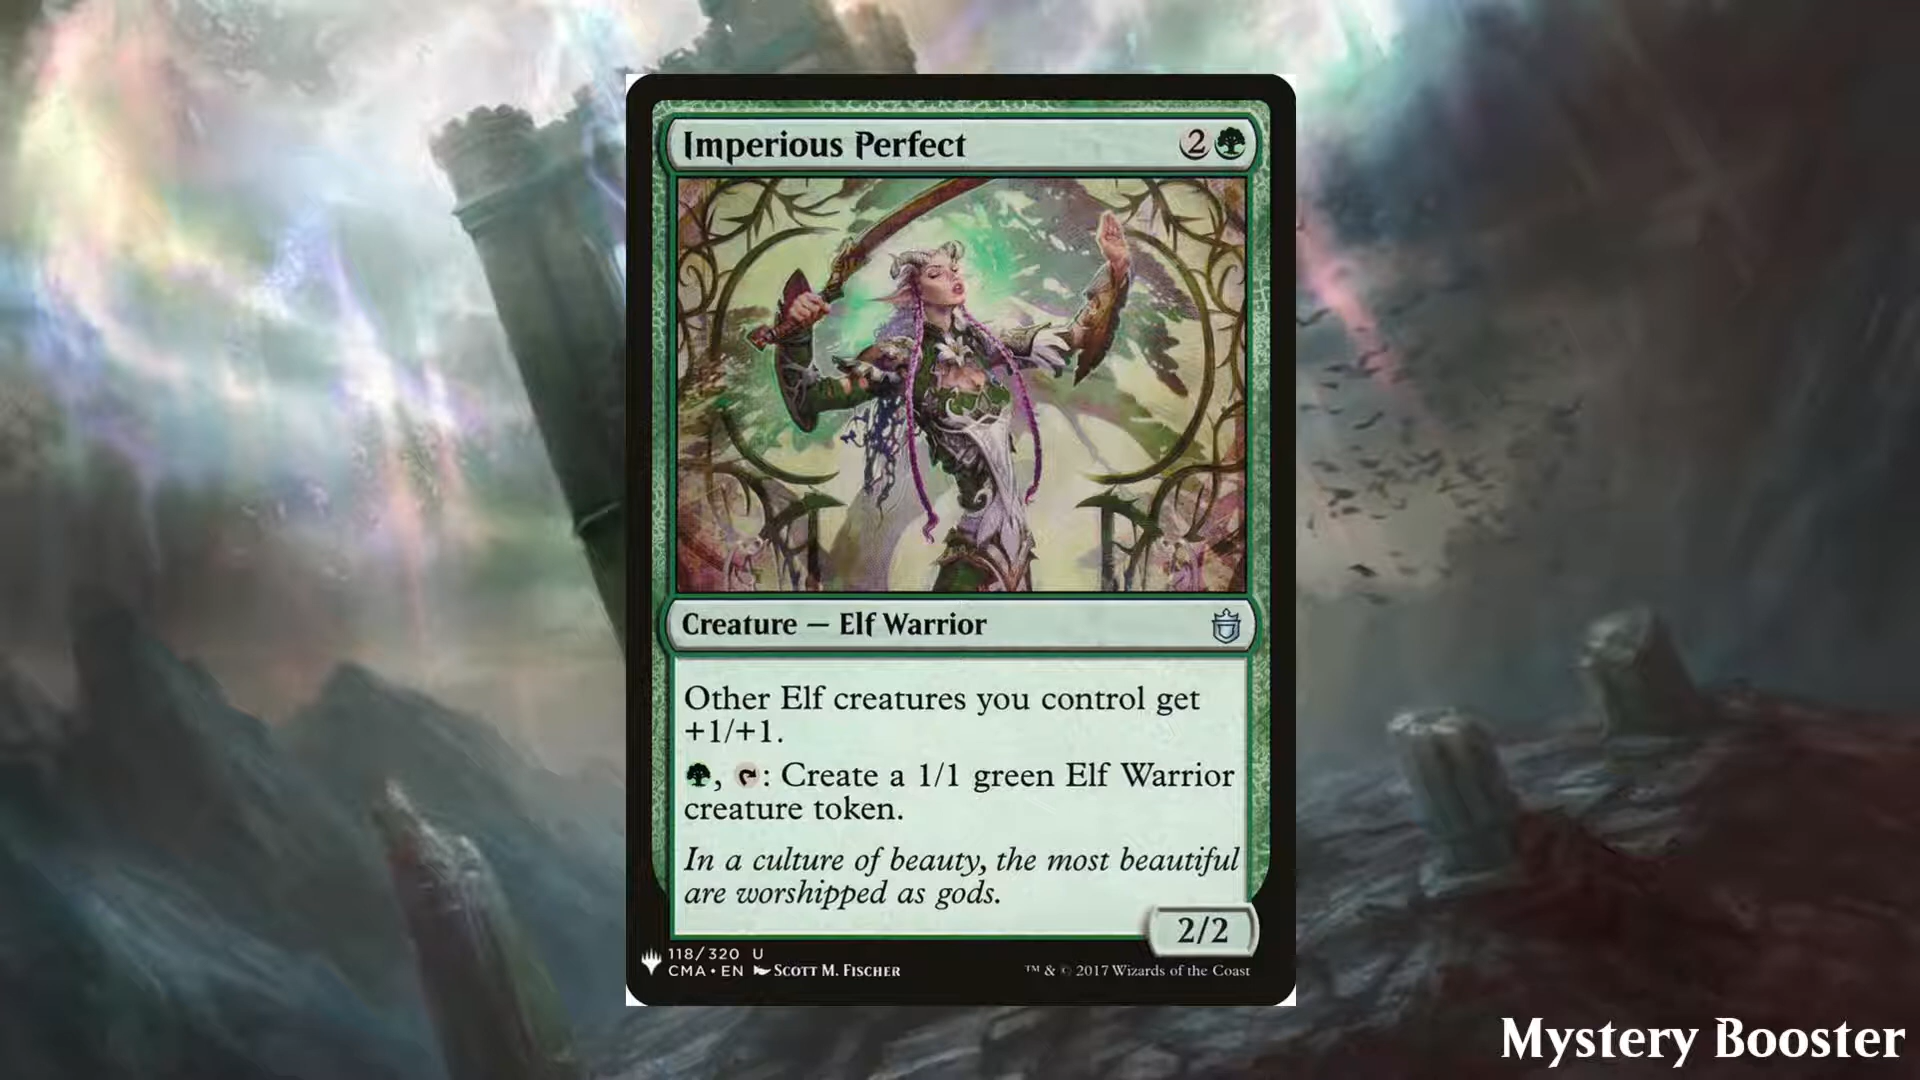 Imperious Perfect 2
Creature — Elf Warrior
Other Elf creatures you control get
+1/+1.
, : Create a 1/1 green Elf Warrior
creature token.
In a culture of beauty, the most beautiful
are worshipped as gods.
2/2
118/320 U
CMA • EN Scott M. Fischer
™ & © 2017 Wizards of the Coast
Mystery Booster